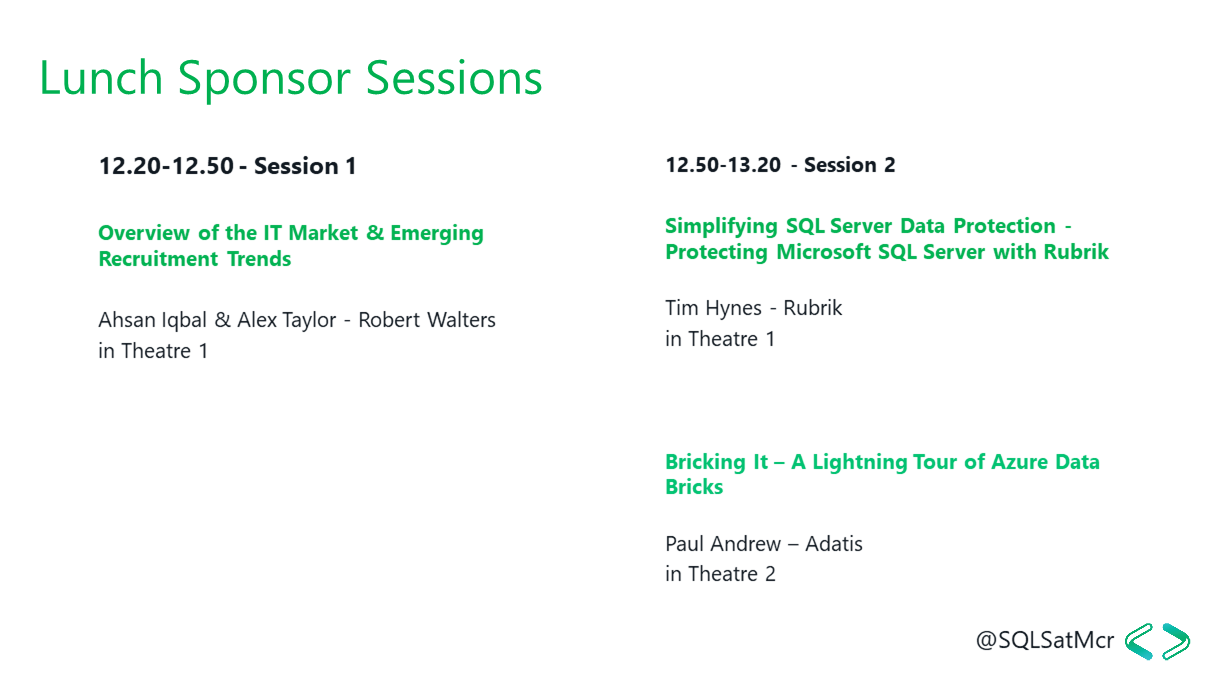 Lunch Sponsor Sessions
12.20-12.50 - Session 1
Overview of the IT Market & Emerging
Recruitment Trends
Ahsan Iqbal & Alex Taylor - Robert Walters
in Theatre 1
12.50-13.20 - Session 2
Simplifying SQL Server Data Protection -
Protecting Microsoft SQL Server with Rubrik
Tim Hynes - Rubrik
in Theatre 1
Bricking It – A Lightning Tour of Azure Data
Bricks
Paul Andrew – Adatis
in Theatre 2
@SQLSatMcr